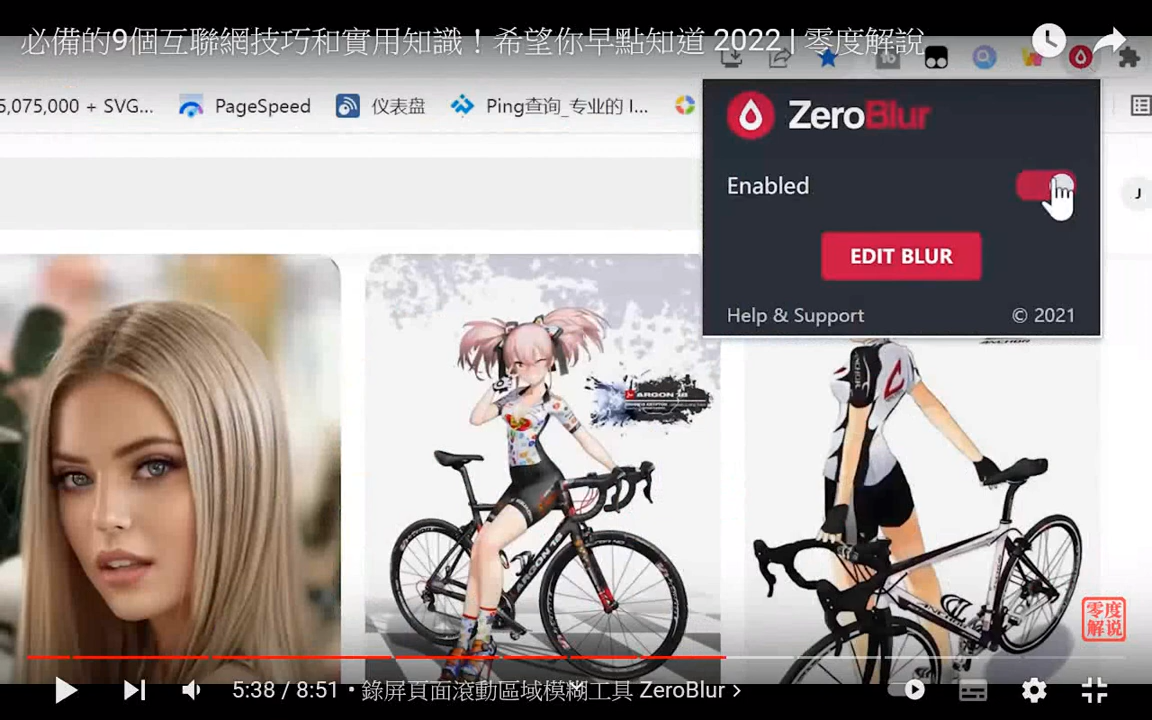 必備的9個互聯網技巧和實用知識！希望你早點知道 2022 | 零度解說
5,075,000 + SVG...
PageSpeed
仪表盘
Ping查询_专业的 I...
ZeroBlur
Enabled
J
EDIT BLUR
Help & Support
© 2021
ARGON 18
ARGON 18
零度
解说
5:38 / 8:51 • 錄屏頁面滾動區域模糊工具 ZeroBlur